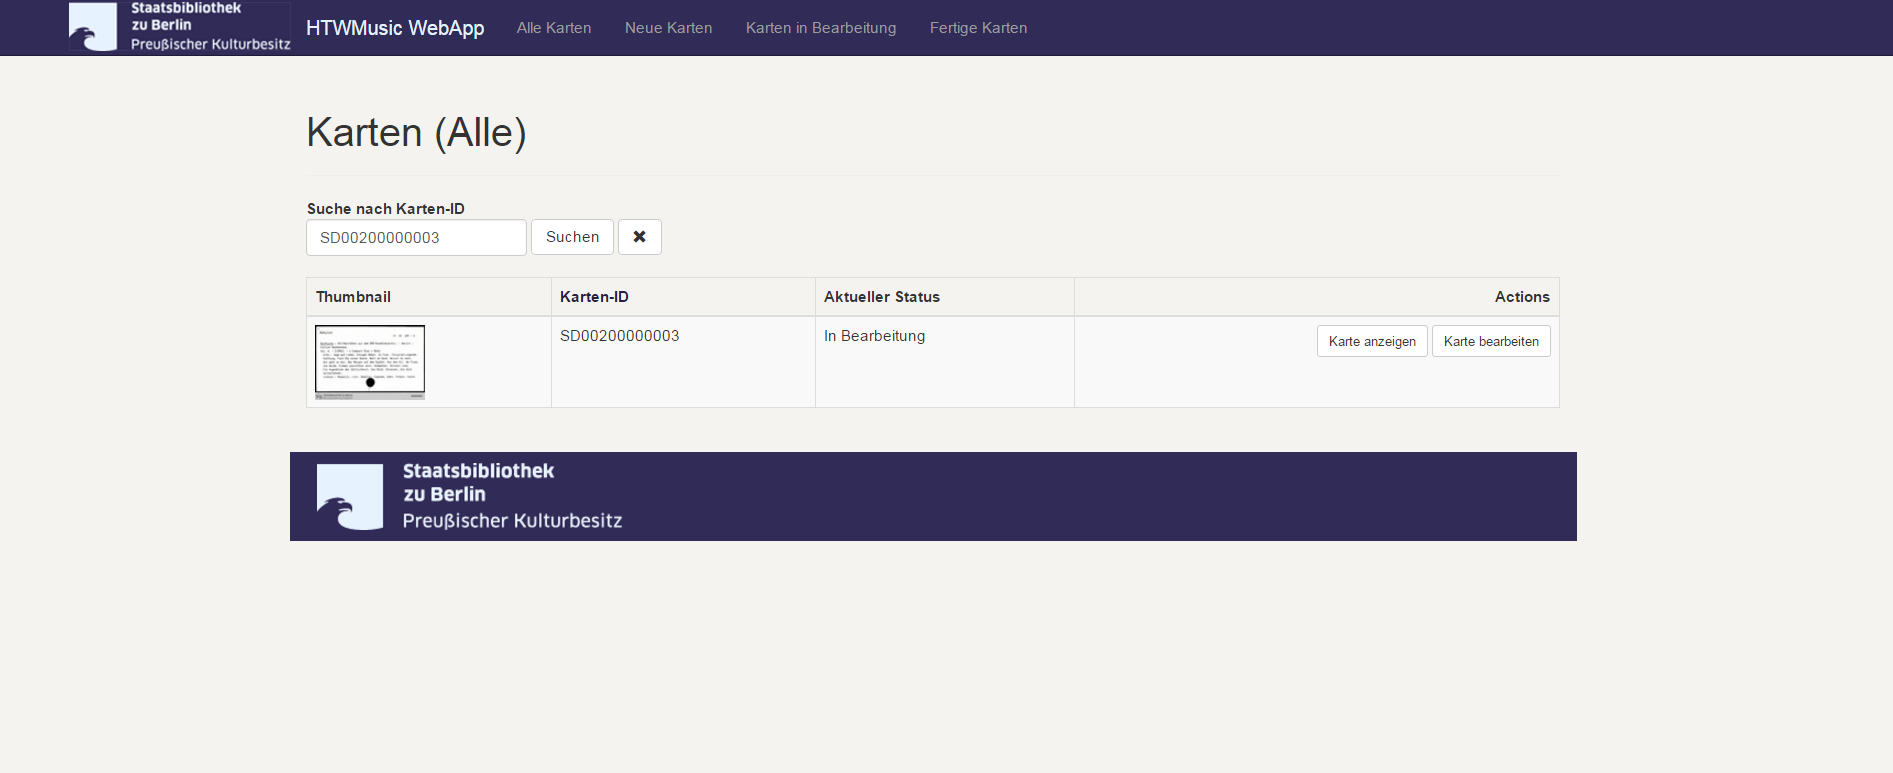 Staatsbibliothek
zu Berlin
Preußischer Kulturbesitz
HTWMusic WebApp
Alle Karten
Neue Karten
Karten in Bearbeitung
Fertige Karten
Karten (Alle)
Suche nach Karten-ID
SD00200000003
Suchen
Thumbnail
Karten-ID
Aktueller Status
Actions
SD00200000003
In Bearbeitung
Karte anzeigen
Karte bearbeiten
Staatsbibliothek
zu Berlin
Preußischer Kulturbesitz